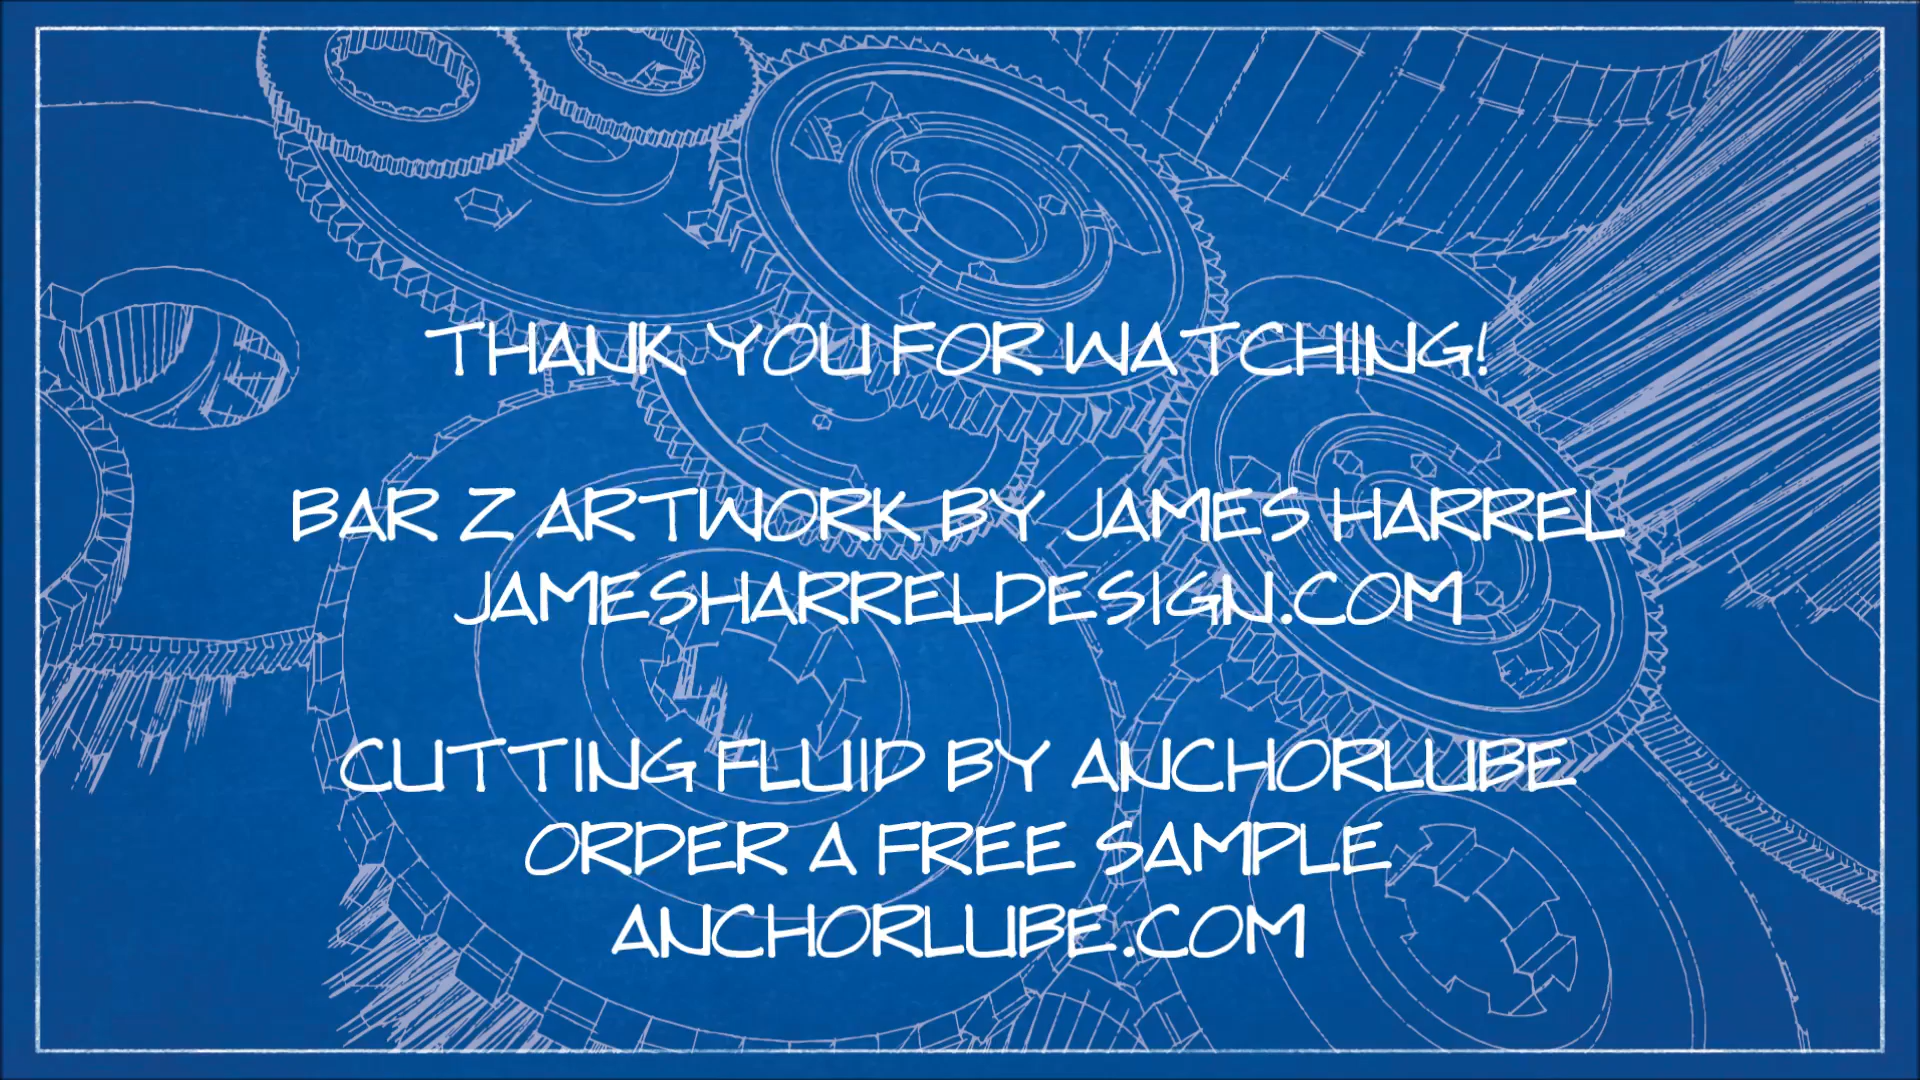 THANK YOU FOR WATCHING!
BAR Z ARTWORK BY JAMES HARREL
JAMESHARRELDESIGN.COM
CUTTING FLUID BY ANCHORLUBE
ORDER A FREE SAMPLE
ANCHORLUBE.COM